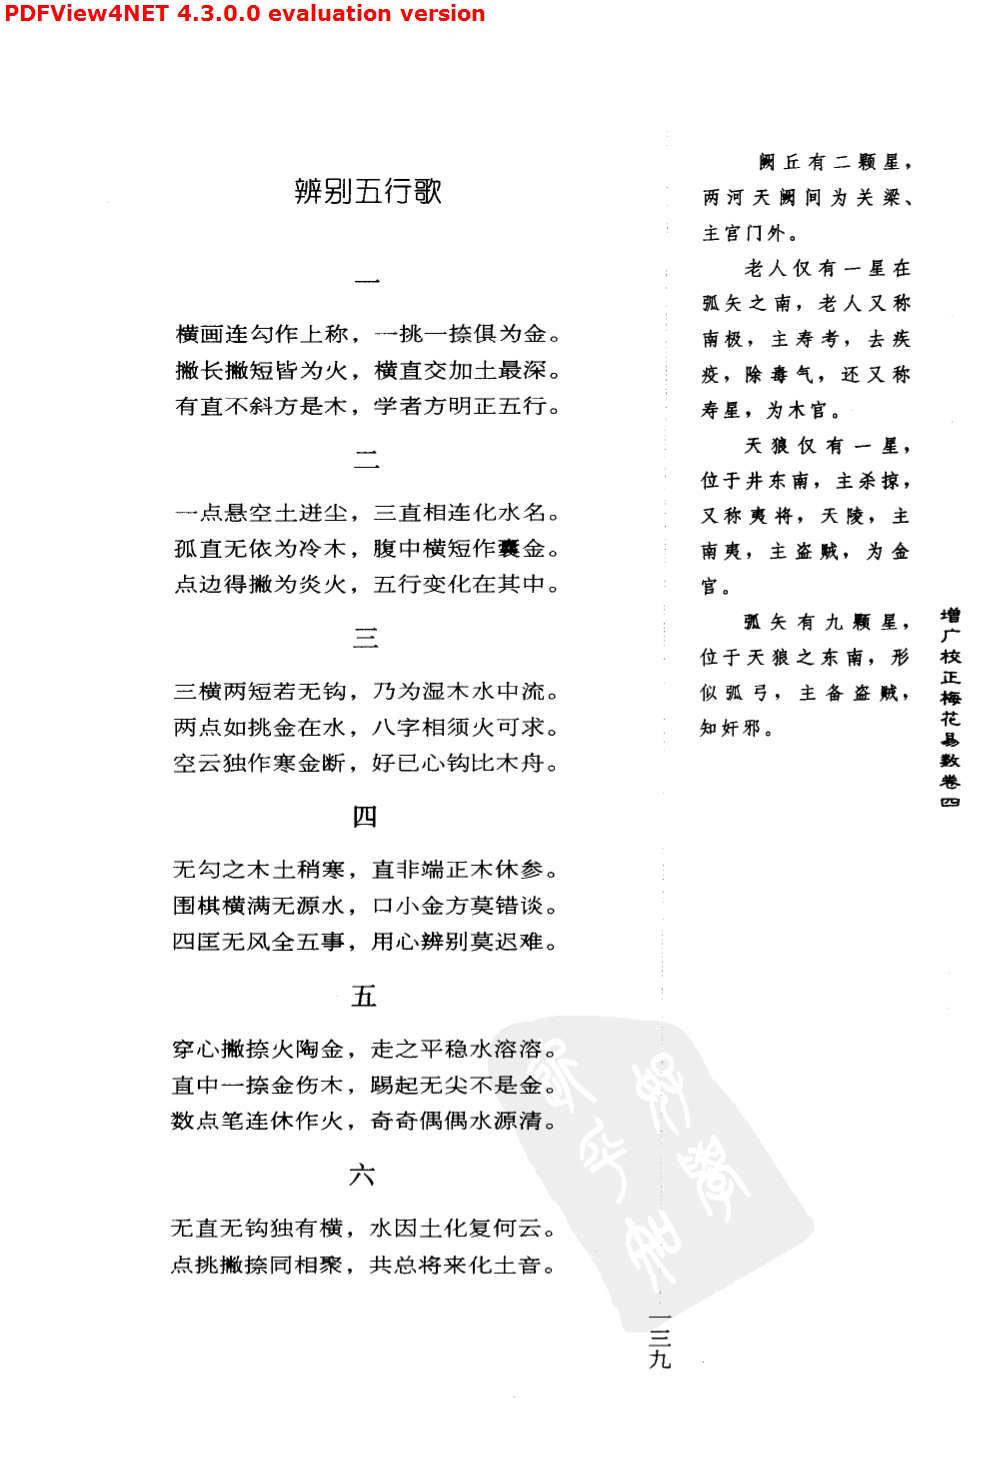 PDFView4NET 4.3.0.0 evaluation version
辨别五行歌
一
横画连勾作上称，一挑一捺俱为金。
撇长撇短皆为火，横直交加土最深。
有直不斜方是木，学者方明正五行。
二
一点悬空土迸尘，三直相连化水名。
孤直无依为冷木，腹中横短作囊金。
点边得撇为炎火，五行变化在其中。
三
三横两短若无钩，乃为湿木水中流。
两点如挑金在水，八字相须火可求。
空云独作寒金断，好已心钩比木舟。
四
无勾之木土稍寒，直非端正木休参。
围棋横满无源水，口小金方莫错谈。
四匡无风全五事，用心辨别莫迟难。
五
穿心撇捺火陶金，走之平稳水溶溶。
直中一捺金伤木，踢起无尖不是金。
数点笔连休作火，奇奇偶偶水源清。
六
无直无钩独有横，水因土化复何云。
点挑撇捺同相聚，共总将来化土音。
阙丘有二颗星，
两河天阙间为关梁、
主宫门外。
老人仅有一星在
弧矢之南，老人又称
南极，主寿考，去疾
疫，除毒气，还又称
寿星，为木官。
天狼仅有一星，
位于井东南，主杀掠，
又称夷将，天陵，主
南夷，主盗贼，为金
官。
弧矢有九颗星，
位于天狼之东南，形
似弧弓，主备盗贼，
知奸邪。
增广校正梅花易数卷四
一三九